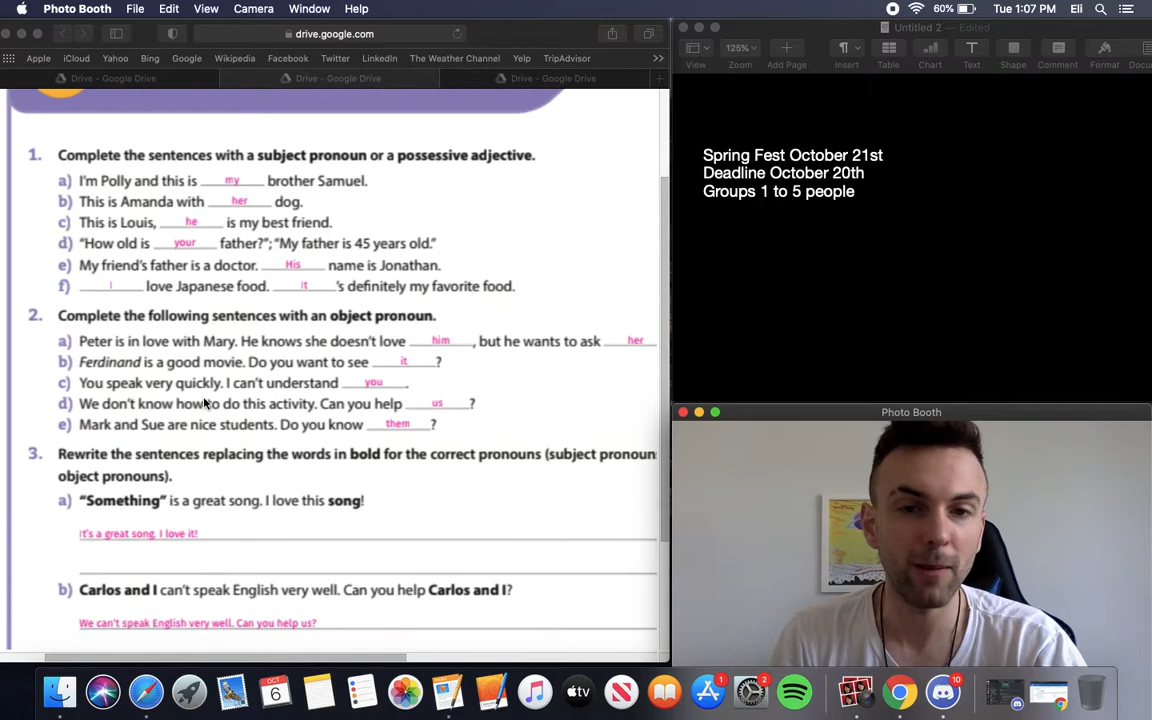 Photo Booth File Edit View Camera Window Help 60% Tue 1:07 PM Eli
drive.google.com
Apple iCloud Yahoo Bing Google Wikipedia Facebook Twitter LinkedIn The Weather Channel Yelp TripAdvisor
Drive - Google Drive Drive - Google Drive Drive - Google Drive
1. Complete the sentences with a subject pronoun or a possessive adjective.
a) I'm Polly and this is my brother Samuel.
b) This is Amanda with her dog.
c) This is Louis, he is my best friend.
d) “How old is your father?”; “My father is 45 years old.”
e) My friend's father is a doctor. His name is Jonathan.
f) I love Japanese food. It 's definitely my favorite food.
2. Complete the following sentences with an object pronoun.
a) Peter is in love with Mary. He knows she doesn't love him , but he wants to ask her
b) Ferdinand is a good movie. Do you want to see it ?
c) You speak very quickly. I can't understand you .
d) We don't know how to do this activity. Can you help us ?
e) Mark and Sue are nice students. Do you know them ?
3. Rewrite the sentences replacing the words in bold for the correct pronouns (subject pronoun
object pronouns).
a) “Something” is a great song. I love this song!
It's a great song. I love it!
b) Carlos and I can't speak English very well. Can you help Carlos and I?
We can't speak English very well. Can you help us?
Untitled 2 — Edited
125%
View Zoom Add Page Insert Table Chart Text Shape Comment Format Docu
Spring Fest October 21st
Deadline October 20th
Groups 1 to 5 people
Photo Booth
OCT
6
tv
1
2
10